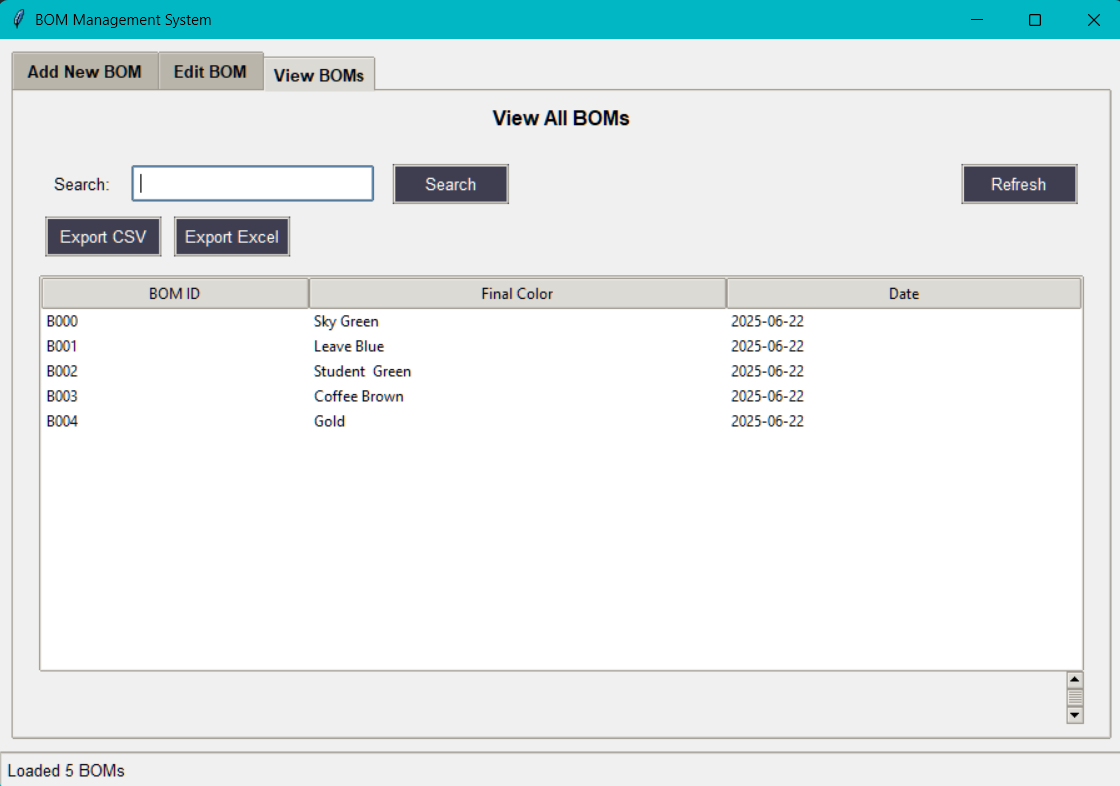 BOM Management System
Add New BOM Edit BOM View BOMs
View All BOMs
Search: Search Refresh
Export CSV Export Excel
BOM ID Final Color Date
B000 Sky Green 2025-06-22
B001 Leave Blue 2025-06-22
B002 Student  Green 2025-06-22
B003 Coffee Brown 2025-06-22
B004 Gold 2025-06-22
Loaded 5 BOMs